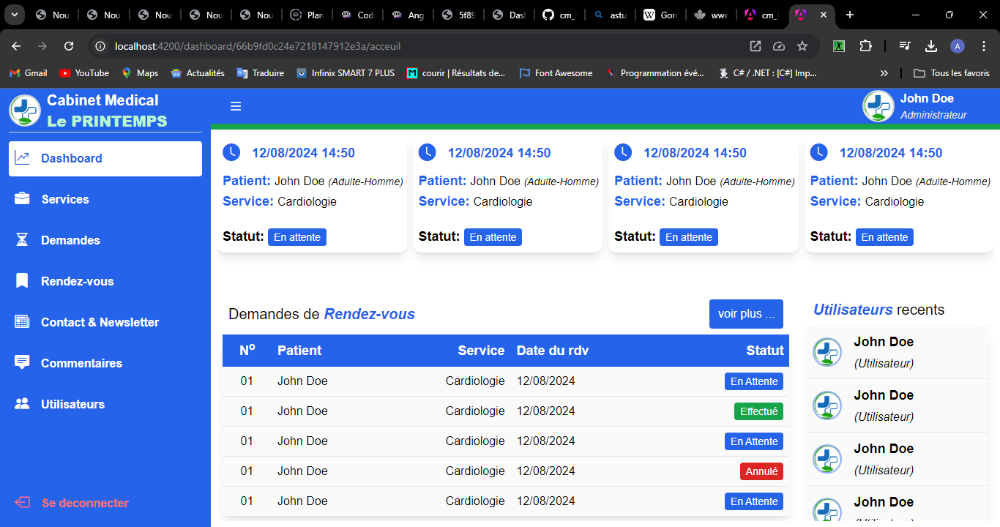 Nou
Nou
Nou
Nou
Nou
Plan
Cod
Ang
5f89
Das
cm_
astu
Gon
www
cm_
localhost:4200/dashboard/66b9fd0c24e7218147912e3a/acceuil
A
Gmail
YouTube
Maps
Actualités
Traduire
Infinix SMART 7 PLUS
courir | Résultats de...
Font Awesome
Programmation évé...
C# / .NET : [C#] Imp...
»
Tous les favoris
Cabinet Medical
Le PRINTEMPS
John Doe
Administrateur
Dashboard
Services
Demandes
Rendez-vous
Contact & Newsletter
Commentaires
Utilisateurs
Se deconnecter
12/08/2024 14:50
Patient: John Doe (Adulte-Homme)
Service: Cardiologie
Statut: En attente
12/08/2024 14:50
Patient: John Doe (Adulte-Homme)
Service: Cardiologie
Statut: En attente
12/08/2024 14:50
Patient: John Doe (Adulte-Homme)
Service: Cardiologie
Statut: En attente
12/08/2024 14:50
Patient: John Doe (Adulte-Homme)
Service: Cardiologie
Statut: En attente
Demandes de Rendez-vous
voir plus ...
N° Patient Service Date du rdv Statut
01 John Doe Cardiologie 12/08/2024 En Attente
01 John Doe Cardiologie 12/08/2024 Effectué
01 John Doe Cardiologie 12/08/2024 En Attente
01 John Doe Cardiologie 12/08/2024 Annulé
01 John Doe Cardiologie 12/08/2024 En Attente
Utilisateurs recents
John Doe
(Utilisateur)
John Doe
(Utilisateur)
John Doe
(Utilisateur)
John Doe